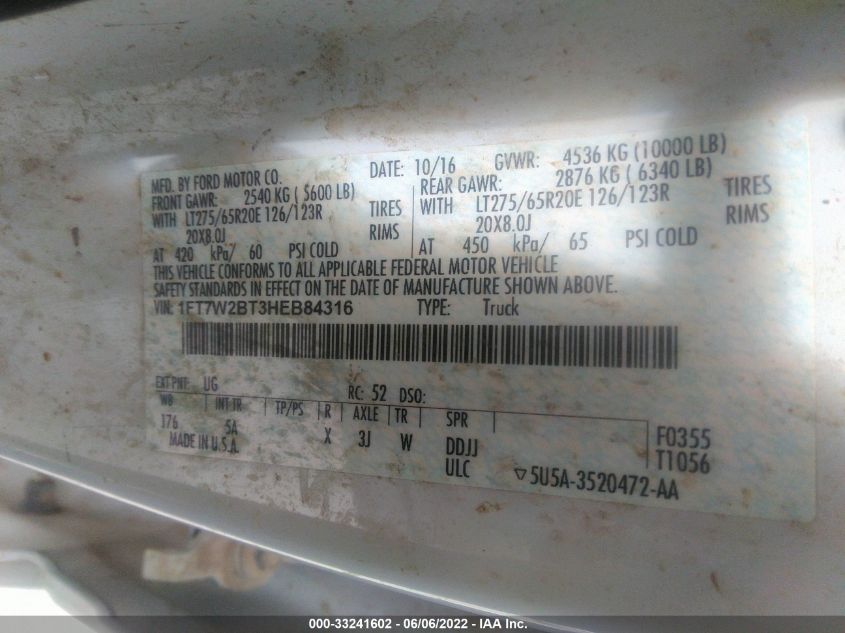 MFD. BY FORD MOTOR CO. DATE: 10/16 GVWR: 4536 KG (10000 LB)
FRONT GAWR: 2540 KG ( 5600 LB) REAR GAWR: 2876 KG ( 6340 LB)
WITH LT275/65R20E 126/123R TIRES WITH LT275/65R20E 126/123R TIRES
20X8.0J RIMS 20X8.0J RIMS
AT 420 kPa/ 60 PSI COLD AT 450 kPa/ 65 PSI COLD
THIS VEHICLE CONFORMS TO ALL APPLICABLE FEDERAL MOTOR VEHICLE
SAFETY STANDARDS IN EFFECT ON THE DATE OF MANUFACTURE SHOWN ABOVE.
VIN: 1FT7W2BT3HEB84316 TYPE: Truck
EXT PNT: UG RC: 52 DSO:
WB INT TR TP/PS R AXLE TR SPR
176 5A X 3J W DDJJ F0355
MADE IN U.S.A. ULC T1056
▽5U5A-3520472-AA
000-33241602 - 06/06/2022 - IAA Inc.